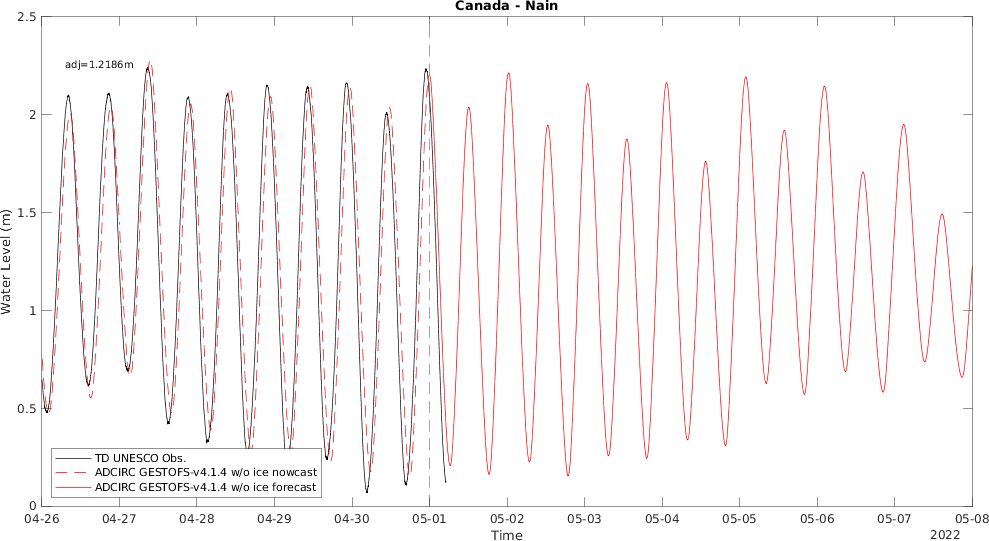 Canada - Nain
2.5
adj=1.2186m
2
1.5
Water Level (m)
1
0.5
TD UNESCO Obs.
ADCIRC GESTOFS-v4.1.4 w/o ice nowcast
ADCIRC GESTOFS-v4.1.4 w/o ice forecast
0
04-26 04-27 04-28 04-29 04-30 05-01 05-02 05-03 05-04 05-05 05-06 05-07 05-08
Time
2022